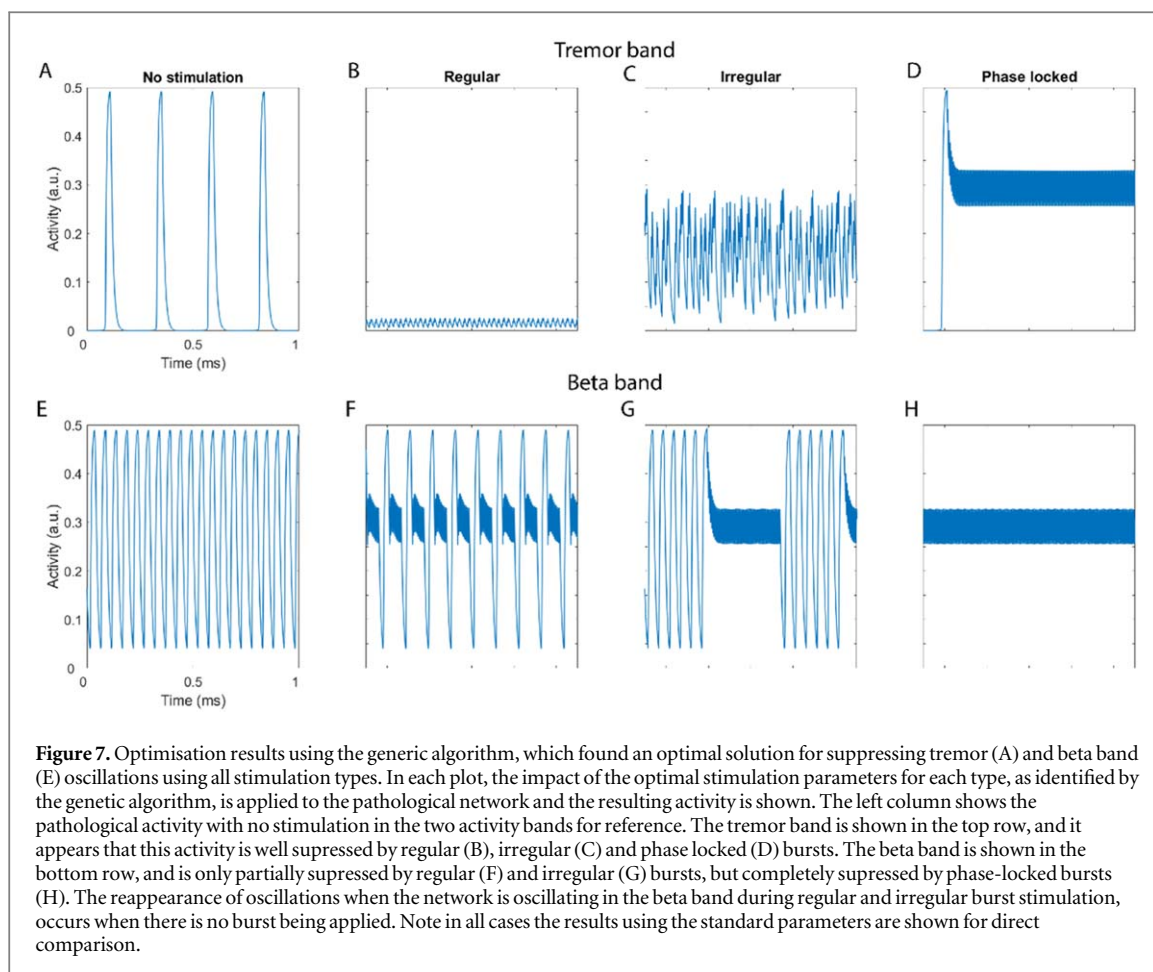 Tremor band
A
B
C
D
No stimulation
Regular
Irregular
Phase locked
0.5
0.4
0.3
0.2
0.1
0
Activity (a.u.)
0
0.5
1
Time (ms)
Beta band
E
F
G
H
0.5
0.4
0.3
0.2
0.1
0
Activity (a.u.)
0
0.5
1
Time (ms)
Figure 7. Optimisation results using the generic algorithm, which found an optimal solution for suppressing tremor (A) and beta band
(E) oscillations using all stimulation types. In each plot, the impact of the optimal stimulation parameters for each type, as identified by
the genetic algorithm, is applied to the pathological network and the resulting activity is shown. The left column shows the
pathological activity with no stimulation in the two activity bands for reference. The tremor band is shown in the top row, and it
appears that this activity is well supressed by regular (B), irregular (C) and phase locked (D) bursts. The beta band is shown in the
bottom row, and is only partially supressed by regular (F) and irregular (G) bursts, but completely supressed by phase-locked bursts
(H). The reappearance of oscillations when the network is oscillating in the beta band during regular and irregular burst stimulation,
occurs when there is no burst being applied. Note in all cases the results using the standard parameters are shown for direct
comparison.